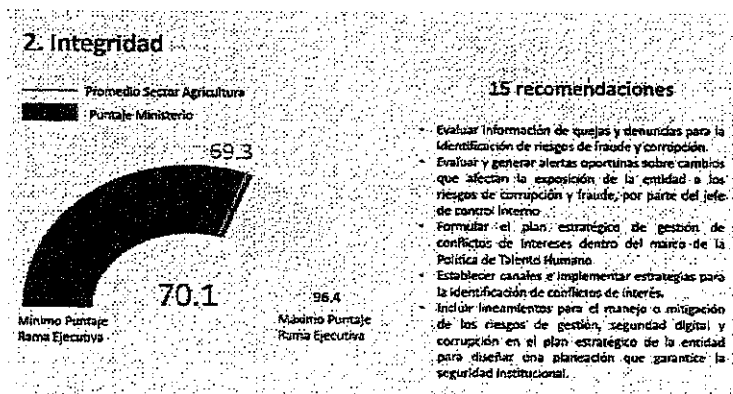 2. Integridad
Promedio Sector Agricultura
Puntaje Ministerio
69.3
70.1
96.4
Mínimo Puntaje
Rama Ejecutiva
Máximo Puntaje
Rama Ejecutiva
15 recomendaciones
- Evaluar información de quejas y denuncias para la
identificación de riesgos de fraude y corrupción.
- Evaluar y generar alertas oportunas sobre cambios
que afectan la exposición de la entidad a los
riesgos de corrupción y fraude, por parte del jefe
de control interno
- Formular el plan estratégico de gestión de
conflictos de intereses dentro del marco de la
Política de Talento Humano
- Establecer canales e implementar estrategias para
la identificación de conflictos de interés.
- Incluir lineamientos para el manejo o mitigación
de los riesgos de gestión, seguridad digital y
corrupción en el plan estratégico de la entidad
para diseñar una planeación que garantice la
seguridad institucional.